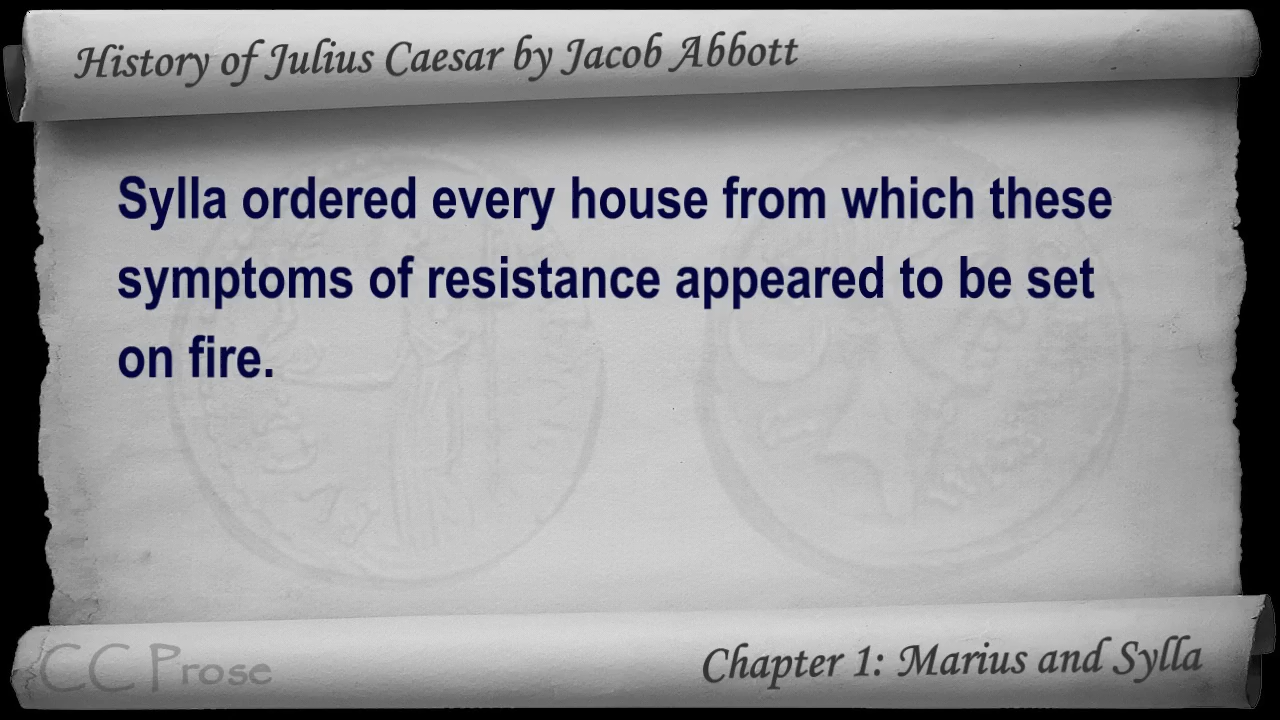 History of Julius Caesar by Jacob Abbott
Sylla ordered every house from which these
symptoms of resistance appeared to be set
on fire.
CC Prose
Chapter 1: Marius and Sylla